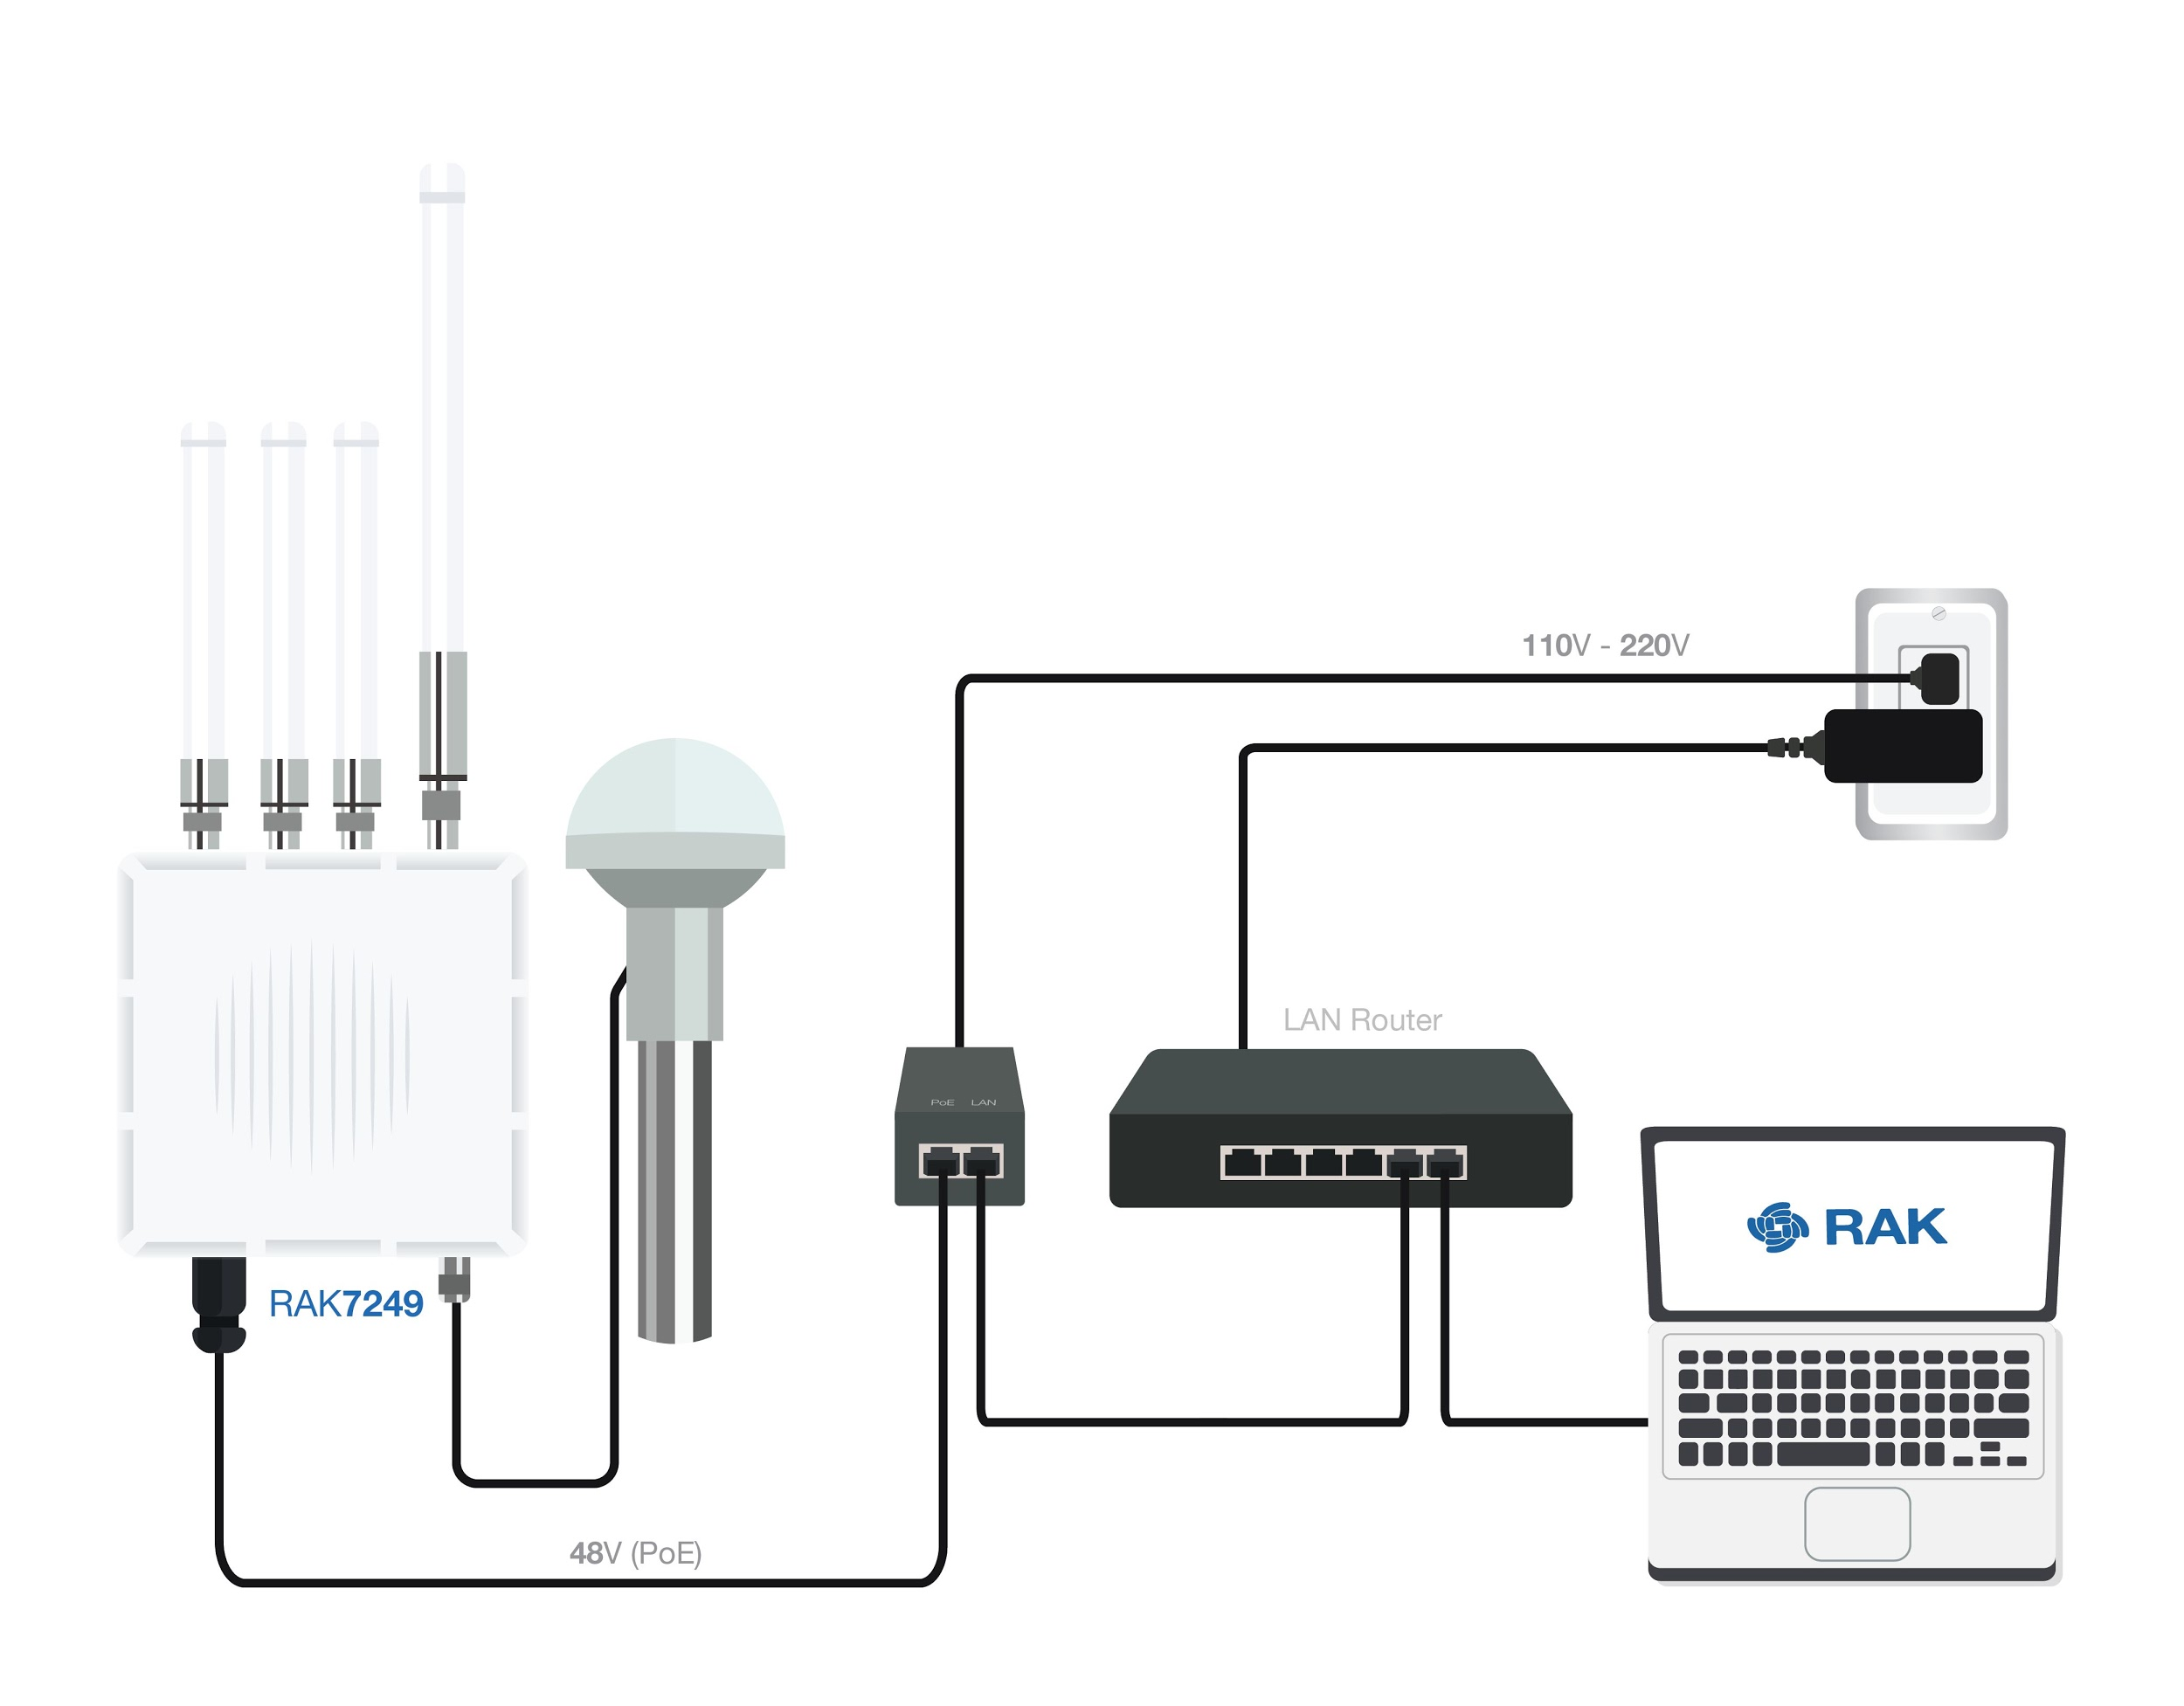 110V - 220V
LAN Router
PoE LAN
RAK
RAK7249
48V (PoE)